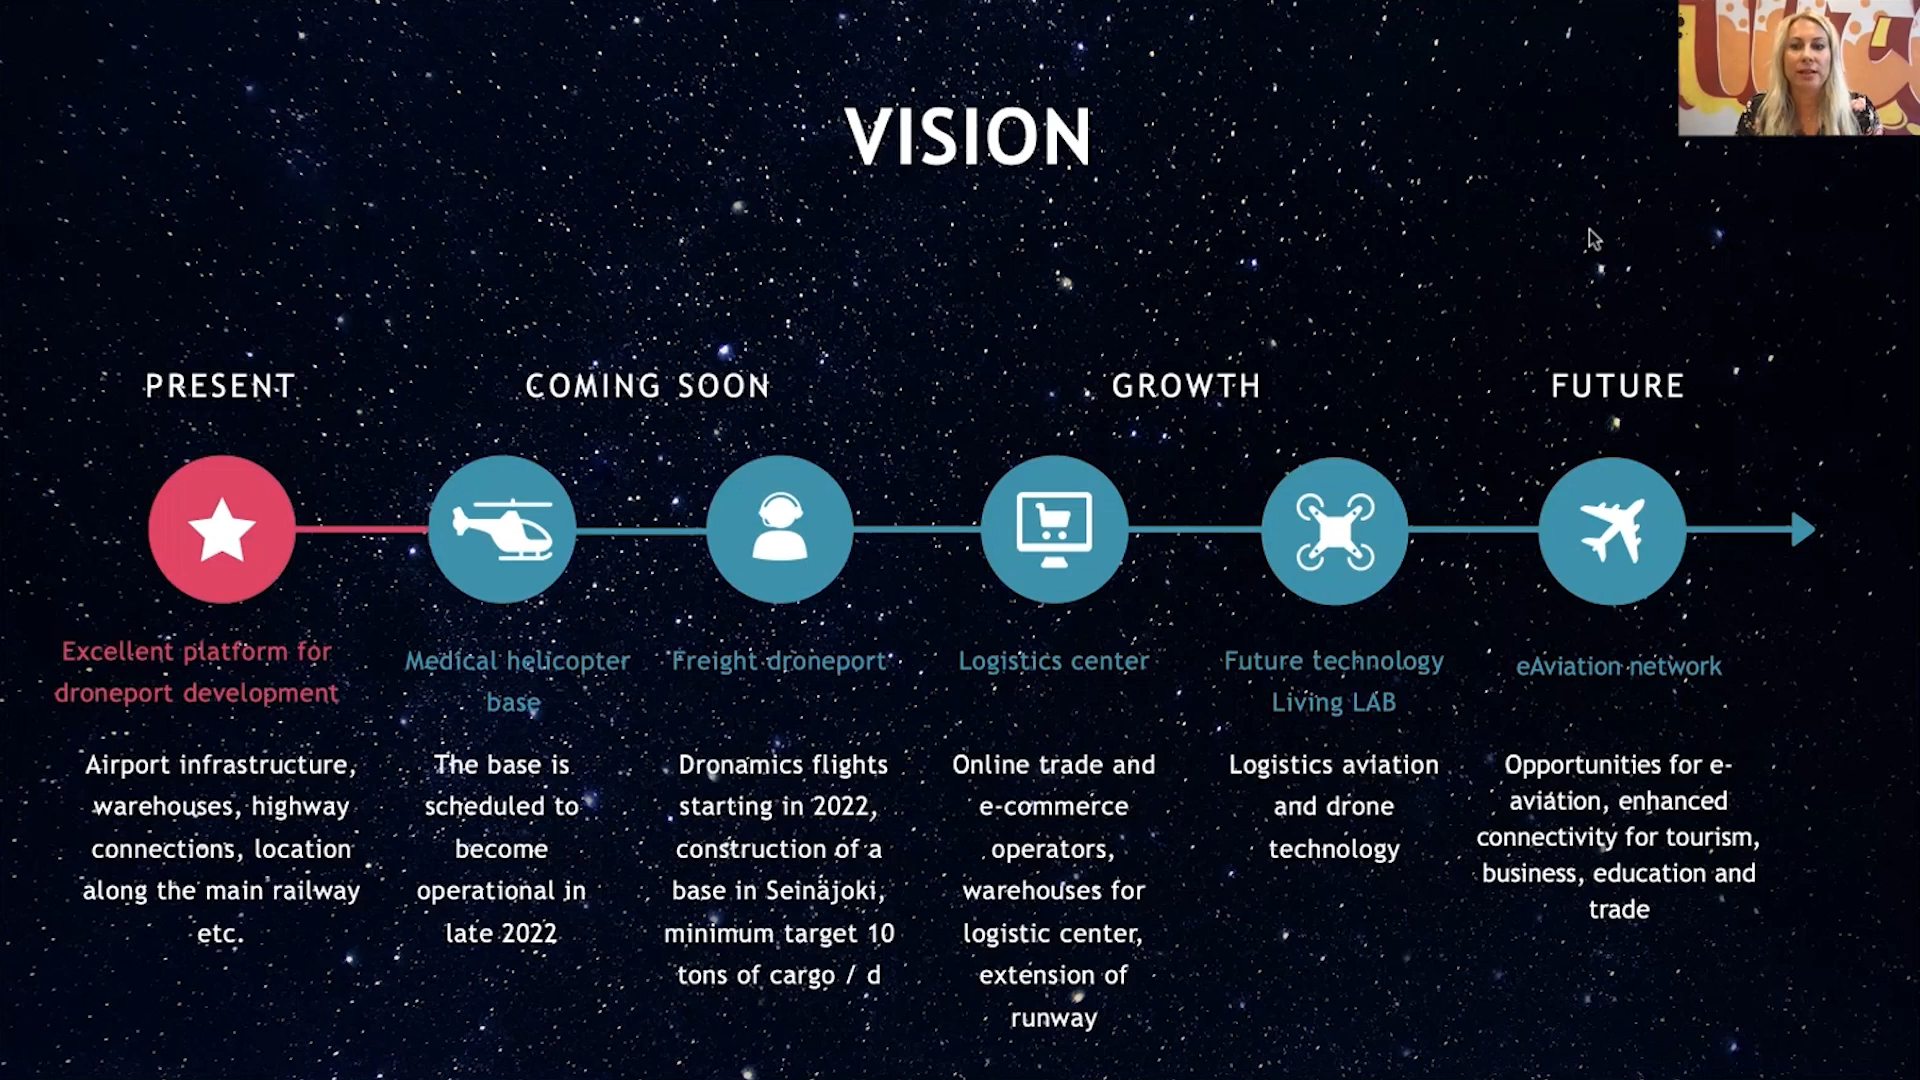 VISION
PRESENT
COMING SOON
GROWTH
FUTURE
Excellent platform for
droneport development
Airport infrastructure,
warehouses, highway
connections, location
along the main railway
etc.
Medical helicopter
base
The base is
scheduled to
become
operational in
late 2022
Freight droneport
Dronamics flights
starting in 2022,
construction of a
base in Seinäjoki,
minimum target 10
tons of cargo / d
Logistics center
Online trade and
e-commerce
operators,
warehouses for
logistic center,
extension of
runway
Future technology
Living LAB
Logistics aviation
and drone
technology
eAviation network
Opportunities for e-
aviation, enhanced
connectivity for tourism,
business, education and
trade